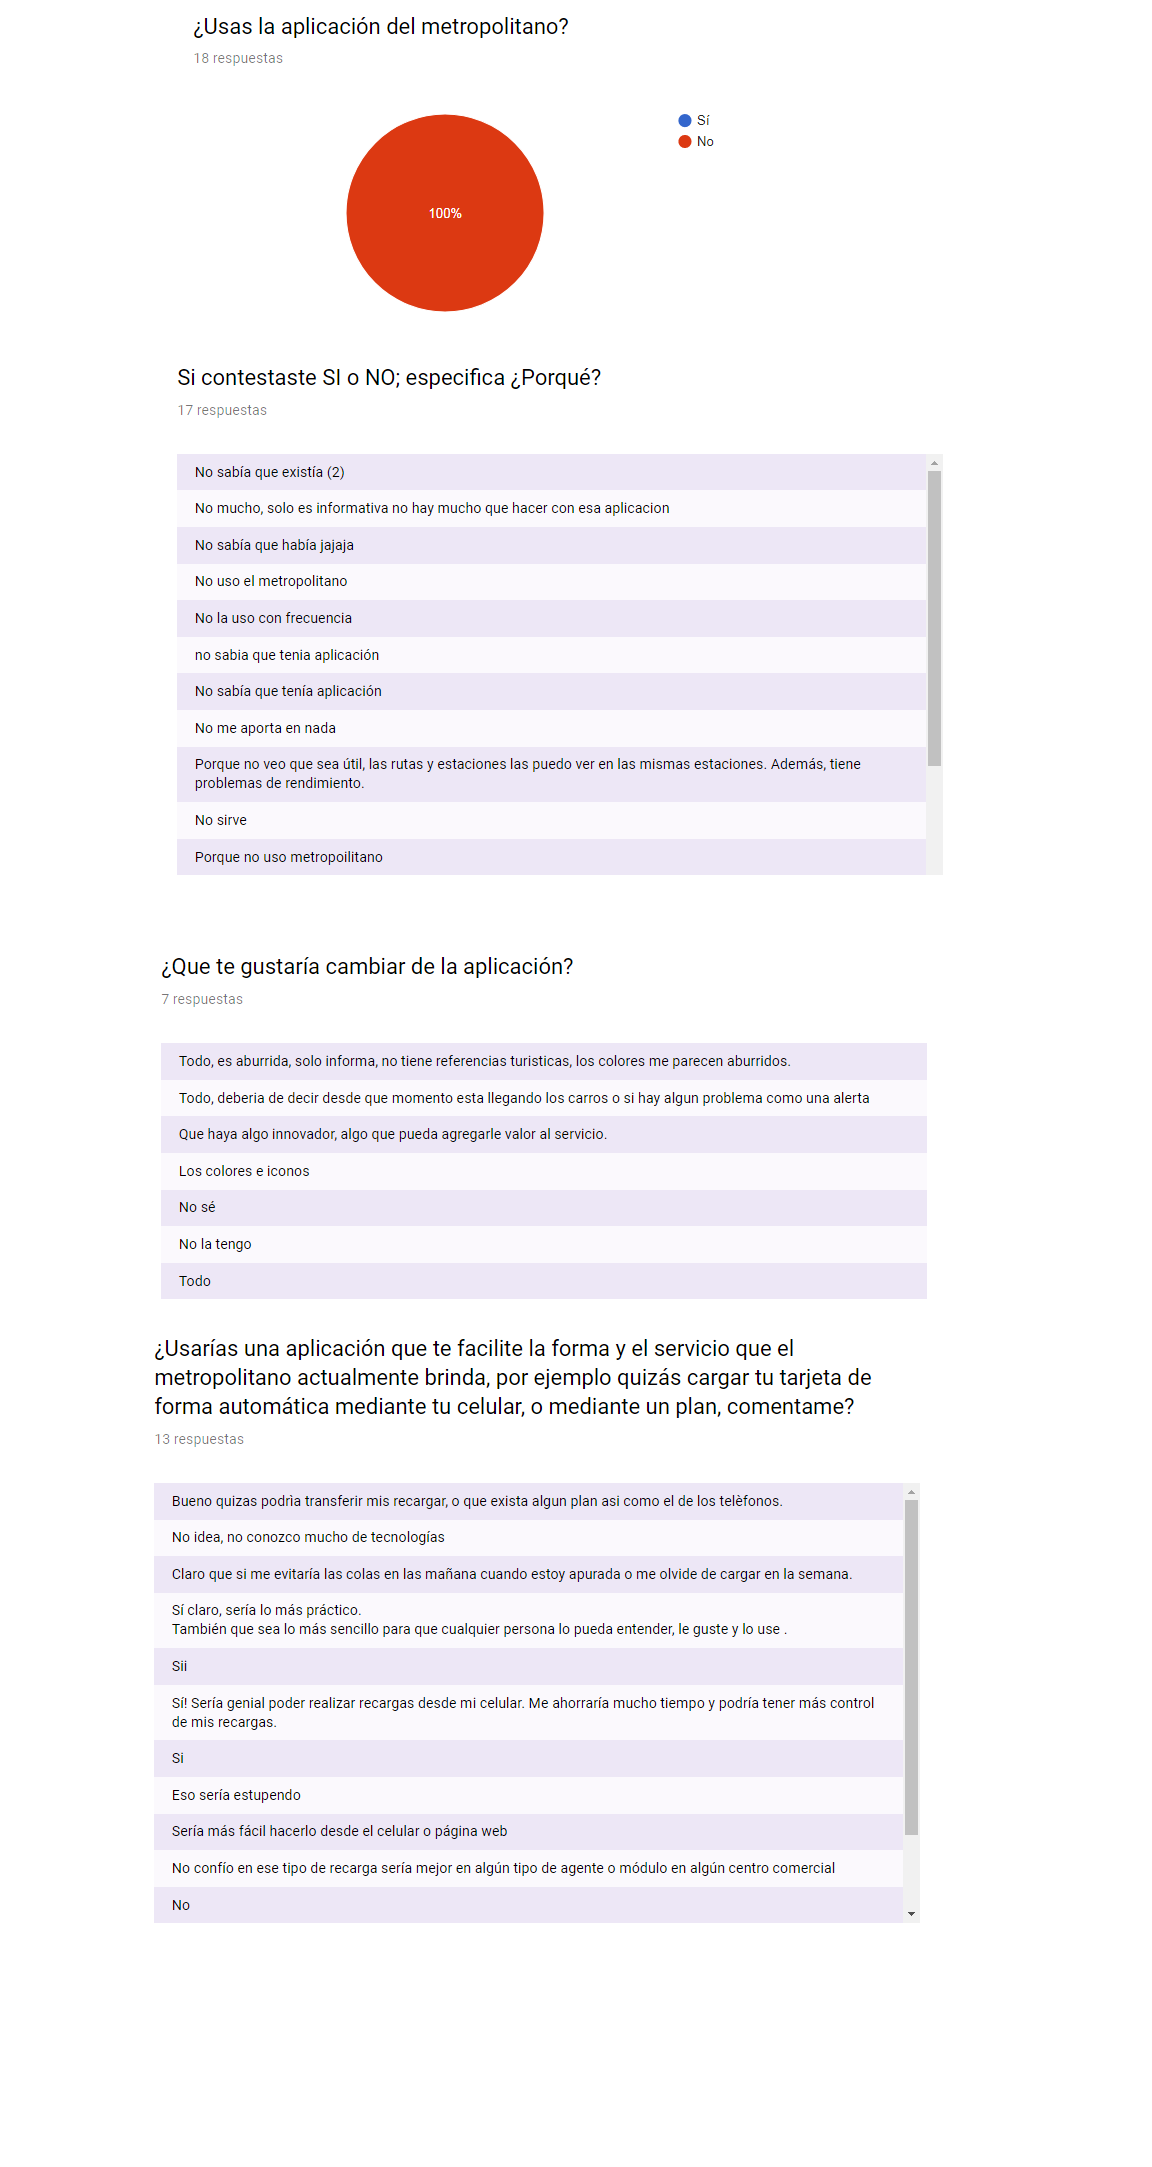 ¿Usas la aplicación del metropolitano?
18 respuestas
Sí
No
100%
Si contestaste SI o NO; especifica ¿Porqué?
17 respuestas
No sabía que existía (2)
No mucho, solo es informativa no hay mucho que hacer con esa aplicacion
No sabía que había jajaja
No uso el metropolitano
No la uso con frecuencia
no sabia que tenia aplicación
No sabía que tenía aplicación
No me aporta en nada
Porque no veo que sea útil, las rutas y estaciones las puedo ver en las mismas estaciones. Además, tiene
problemas de rendimiento.
No sirve
Porque no uso metropoilitano
¿Que te gustaría cambiar de la aplicación?
7 respuestas
Todo, es aburrida, solo informa, no tiene referencias turisticas, los colores me parecen aburridos.
Todo, deberia de decir desde que momento esta llegando los carros o si hay algun problema como una alerta
Que haya algo innovador, algo que pueda agregarle valor al servicio.
Los colores e iconos
No sé
No la tengo
Todo
¿Usarías una aplicación que te facilite la forma y el servicio que el
metropolitano actualmente brinda, por ejemplo quizás cargar tu tarjeta de
forma automática mediante tu celular, o mediante un plan, comentame?
13 respuestas
Bueno quizas podrìa transferir mis recargar, o que exista algun plan asi como el de los telèfonos.
No idea, no conozco mucho de tecnologías
Claro que si me evitaría las colas en las mañana cuando estoy apurada o me olvide de cargar en la semana.
Sí claro, sería lo más práctico.
También que sea lo más sencillo para que cualquier persona lo pueda entender, le guste y lo use .
Sii
Sí! Sería genial poder realizar recargas desde mi celular. Me ahorraría mucho tiempo y podría tener más control
de mis recargas.
Si
Eso sería estupendo
Sería más fácil hacerlo desde el celular o página web
No confío en ese tipo de recarga sería mejor en algún tipo de agente o módulo en algún centro comercial
No